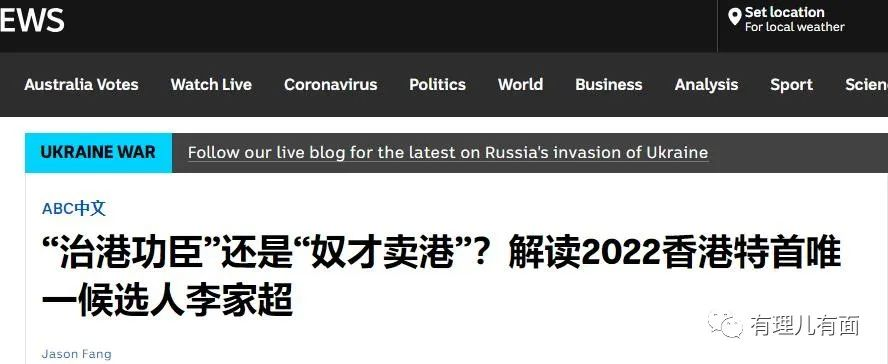 EWS
Set location
For local weather
Australia Votes Watch Live Coronavirus Politics World Business Analysis Sport Scien
UKRAINE WAR Follow our live blog for the latest on Russia's invasion of Ukraine
ABC中文
“治港功臣”还是“奴才卖港”？解读2022香港特首唯
一候选人李家超
有理儿有面
Jason Fang